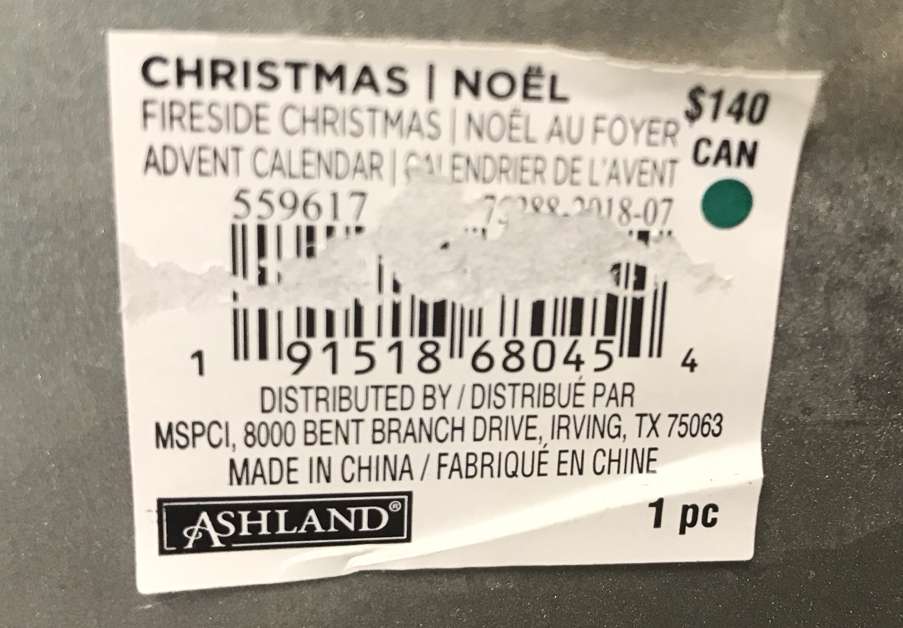 CHRISTMAS | NOËL
FIRESIDE CHRISTMAS | NOËL AU FOYER
ADVENT CALENDAR | CALENDRIER DE L'AVENT
$140
CAN
559617
1 91518 68045 4
DISTRIBUTED BY / DISTRIBUÉ PAR
MSPCI, 8000 BENT BRANCH DRIVE, IRVING, TX 75063
MADE IN CHINA / FABRIQUÉ EN CHINE
ASHLAND®
1 pc